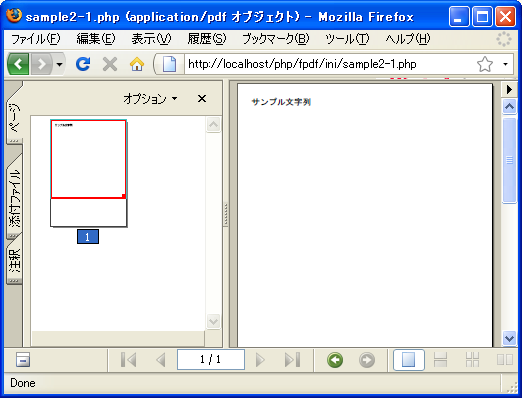 sample2-1.php (application/pdf オブジェクト) - Mozilla Firefox
ファイル(F) 編集(E) 表示(V) 履歴(S) ブックマーク(B) ツール(T) ヘルプ(H)
http://localhost/php/fpdf/ini/sample2-1.php
ページ
添付ファイル
注釈
オプション
サンプル文字列
1
サンプル文字列
1 / 1
Done